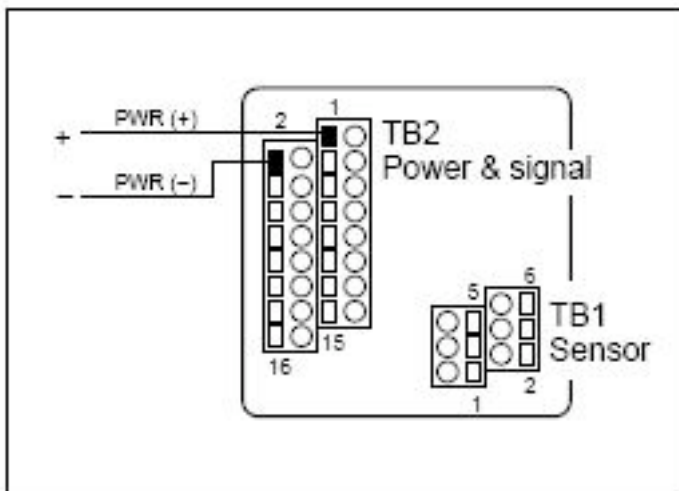 + PWR (+)
− PWR (−)
2 1
TB2
Power & signal
16 15
5 6
TB1
Sensor
1 2